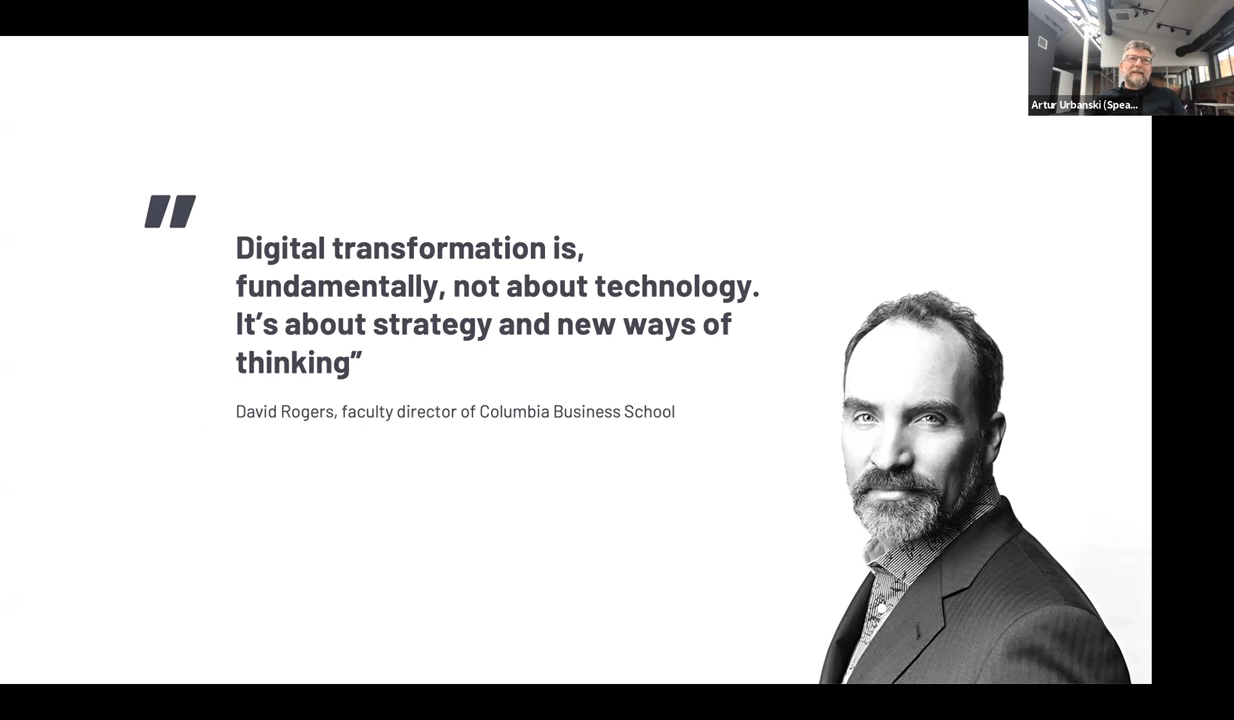 Artur Urbanski (Spea...
"
Digital transformation is,
fundamentally, not about technology.
It’s about strategy and new ways of
thinking”
David Rogers, faculty director of Columbia Business School